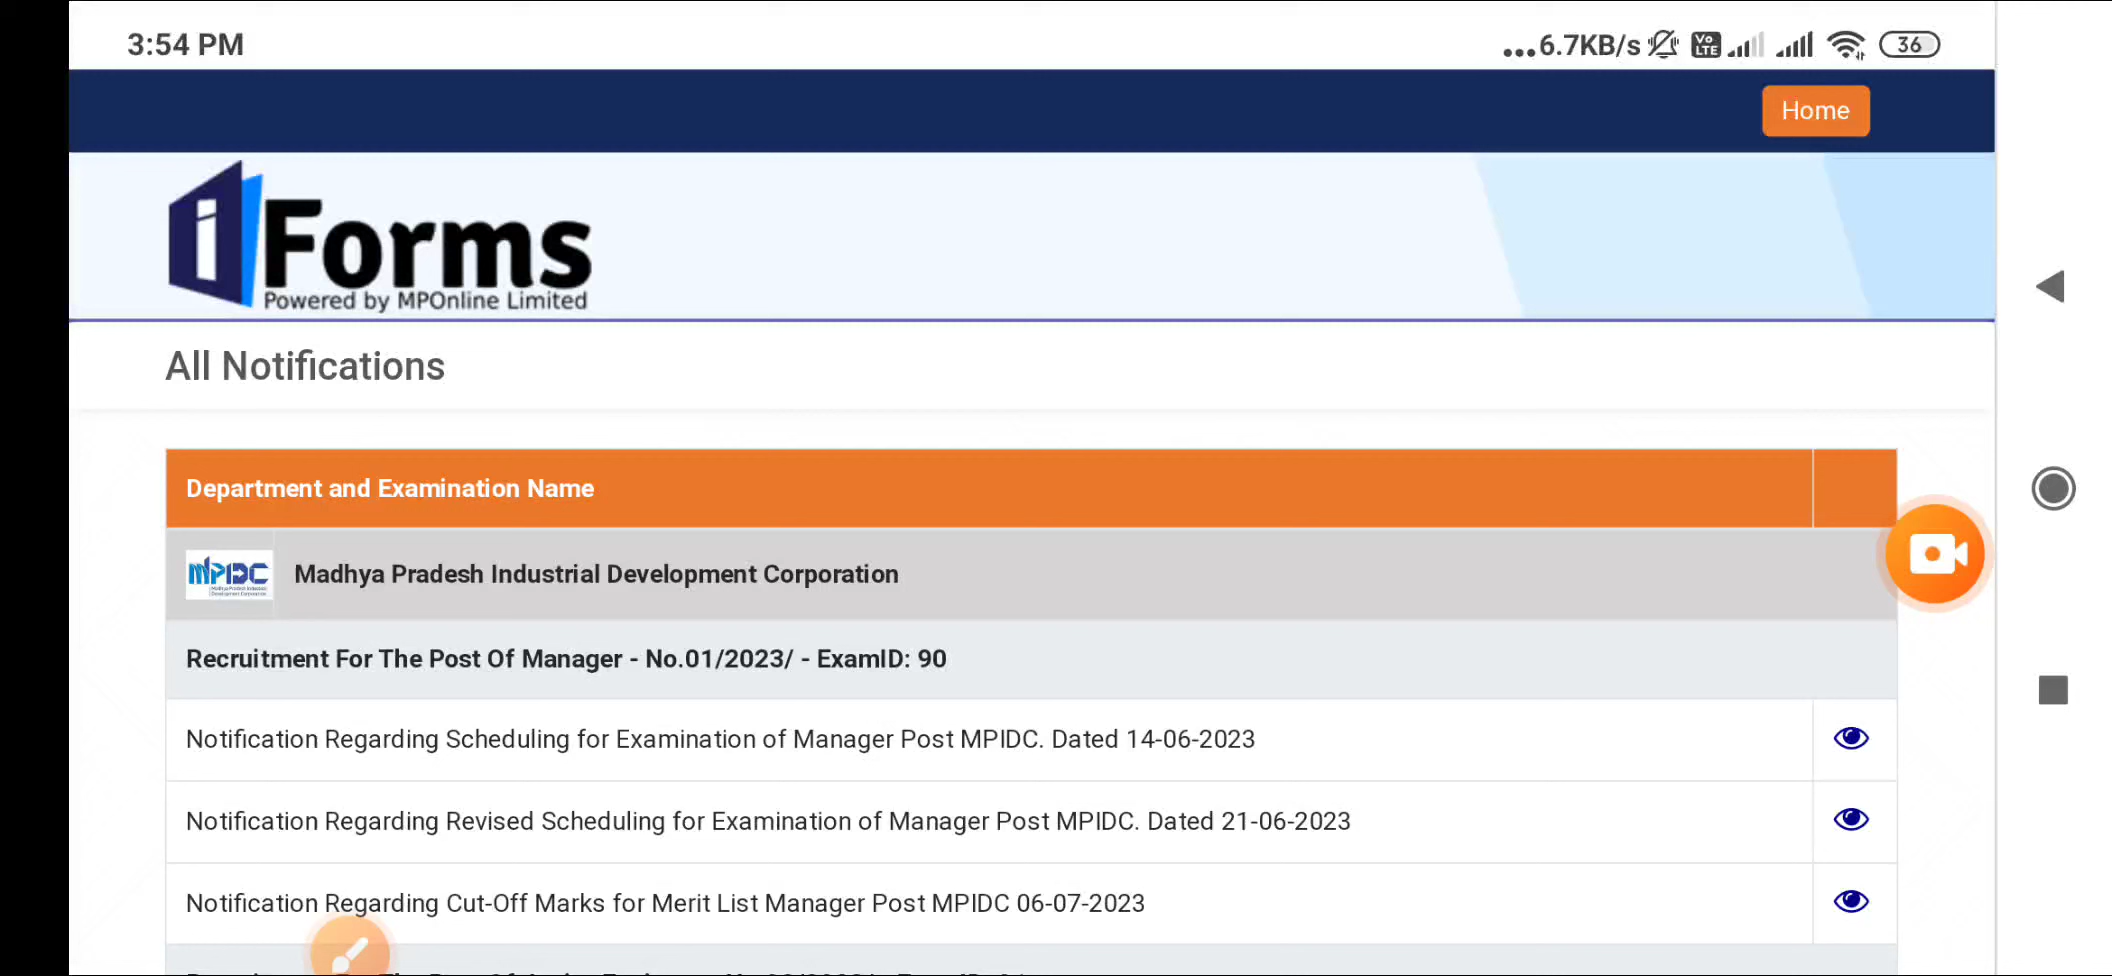 3:54 PM
...6.7KB/s Vo LTE 36
Home
iForms
Powered by MPOnline Limited
All Notifications
Department and Examination Name
MPIDC
Madhya Pradesh Industrial Development Corporation
Recruitment For The Post Of Manager - No.01/2023/ - ExamID: 90
Notification Regarding Scheduling for Examination of Manager Post MPIDC. Dated 14-06-2023
Notification Regarding Revised Scheduling for Examination of Manager Post MPIDC. Dated 21-06-2023
Notification Regarding Cut-Off Marks for Merit List Manager Post MPIDC 06-07-2023